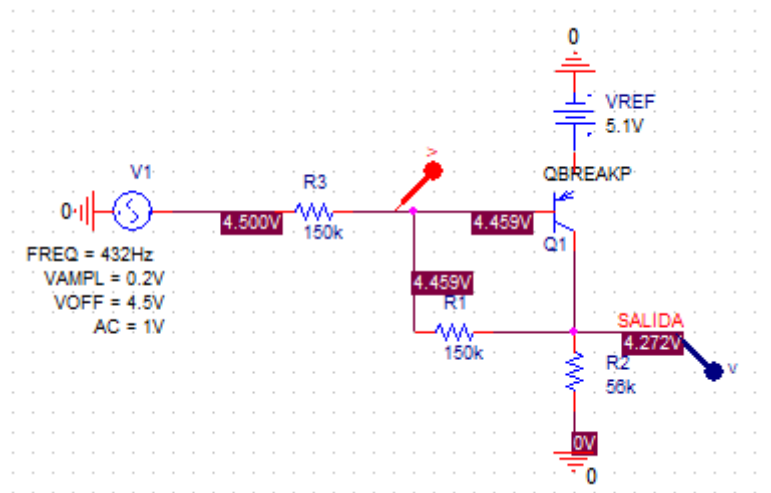 0
VREF
5.1V
V1
R3
QBREAKP
0
4.500V
4.459V
150k
Q1
FREQ = 432Hz
VAMPL = 0.2V
VOFF = 4.5V
AC = 1V
4.459V
R1
150k
SALIDA
4.272V
V
R2
56k
0V
0